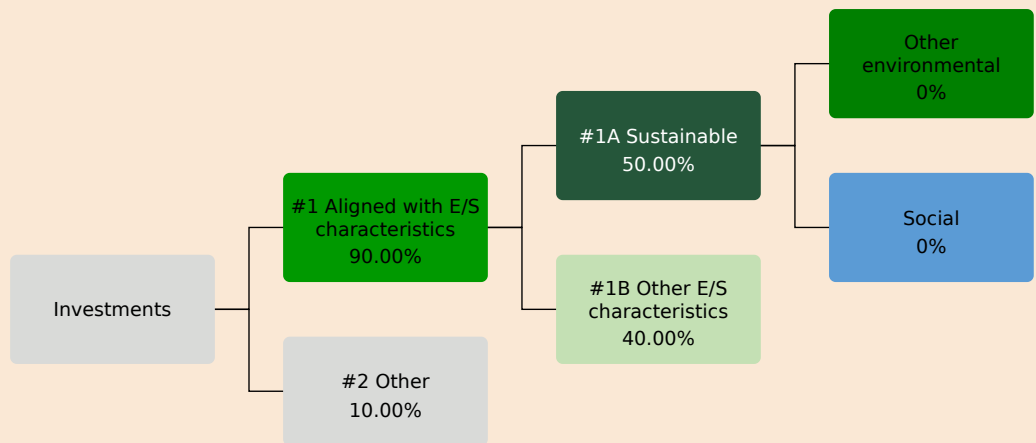 Investments
#1 Aligned with E/S
characteristics
90.00%
#2 Other
10.00%
#1A Sustainable
50.00%
#1B Other E/S
characteristics
40.00%
Other
environmental
0%
Social
0%